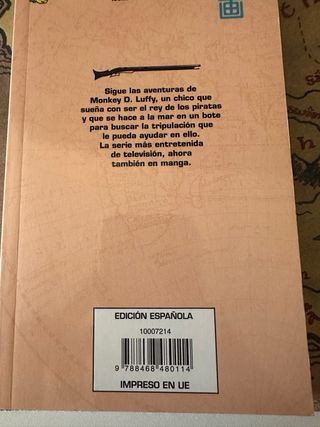 Sigue las aventuras de
Monkey D. Luffy, un chico que
sueña con ser el rey de los piratas
y que se hace a la mar en un bote
para buscar la tripulación que
le pueda ayudar en ello.
La serie más entretenida
de televisión, ahora
también en manga.
EDICIÓN ESPAÑOLA
10007214
9 788468 480114
IMPRESO EN UE